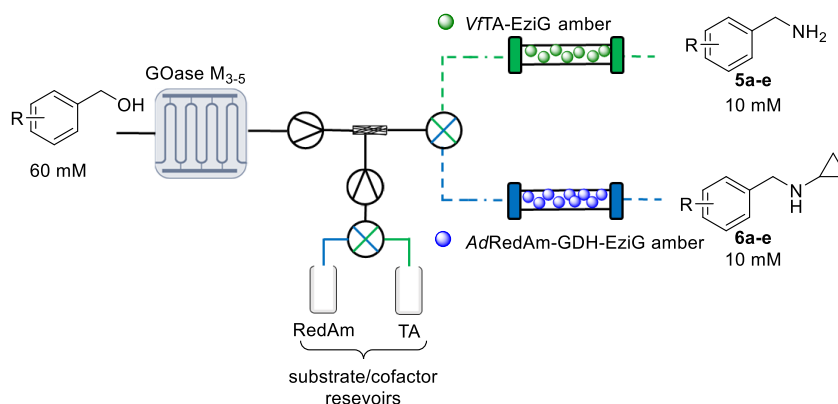 VfTA-EziG amber
GOase M3-5
R
OH
60 mM
R
NH2
5a-e
10 mM
R
N
H
6a-e
10 mM
AdRedAm-GDH-EziG amber
RedAm
TA
substrate/cofactor
resevoirs